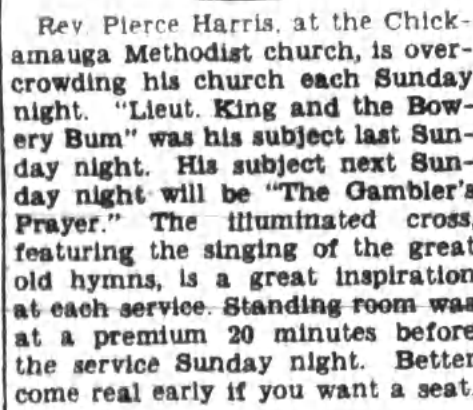 Rev. Pierce Harris, at the Chick-
amauga Methodist church, is over-
crowding his church each Sunday
night. "Lieut. King and the Bow-
ery Bum" was his subject last Sun-
day night. His subject next Sun-
day night will be "The Gambler's
Prayer." The illuminated cross,
featuring the singing of the great
old hymns, is a great inspiration
at each service. Standing room was
at a premium 20 minutes before
the service Sunday night. Better
come real early if you want a seat.